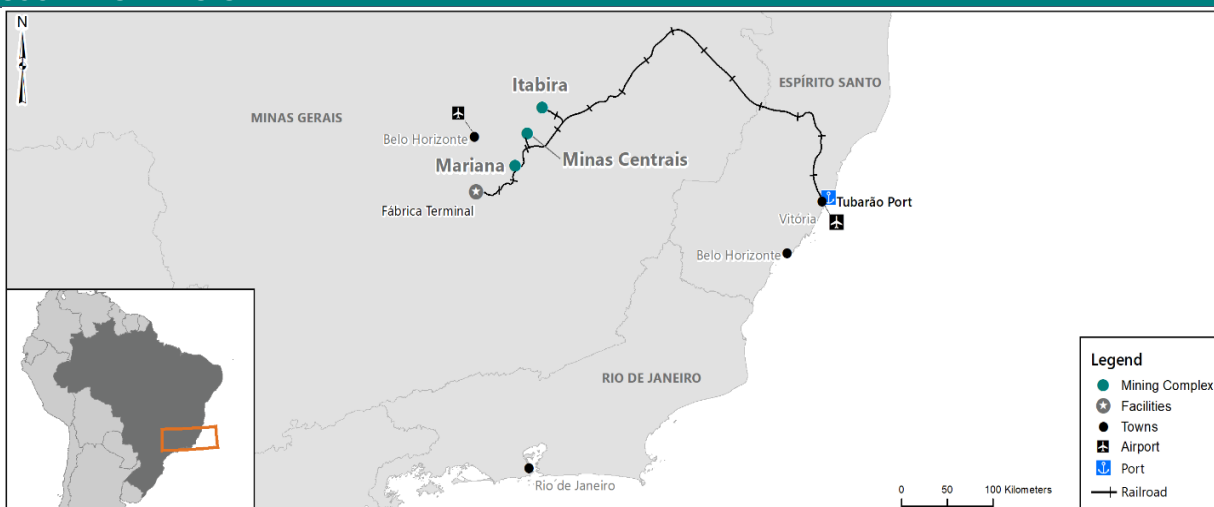 N
Itabira
ESPÍRITO SANTO
MINAS GERAIS
Belo Horizonte
Mariana
Minas Centrais
Fábrica Terminal
Tubarão Port
Vitória
Belo Horizonte
RIO DE JANEIRO
Rio de Janeiro
0 50 100 Kilometers
Legend
Mining Complex
Facilities
Towns
Airport
Port
Railroad